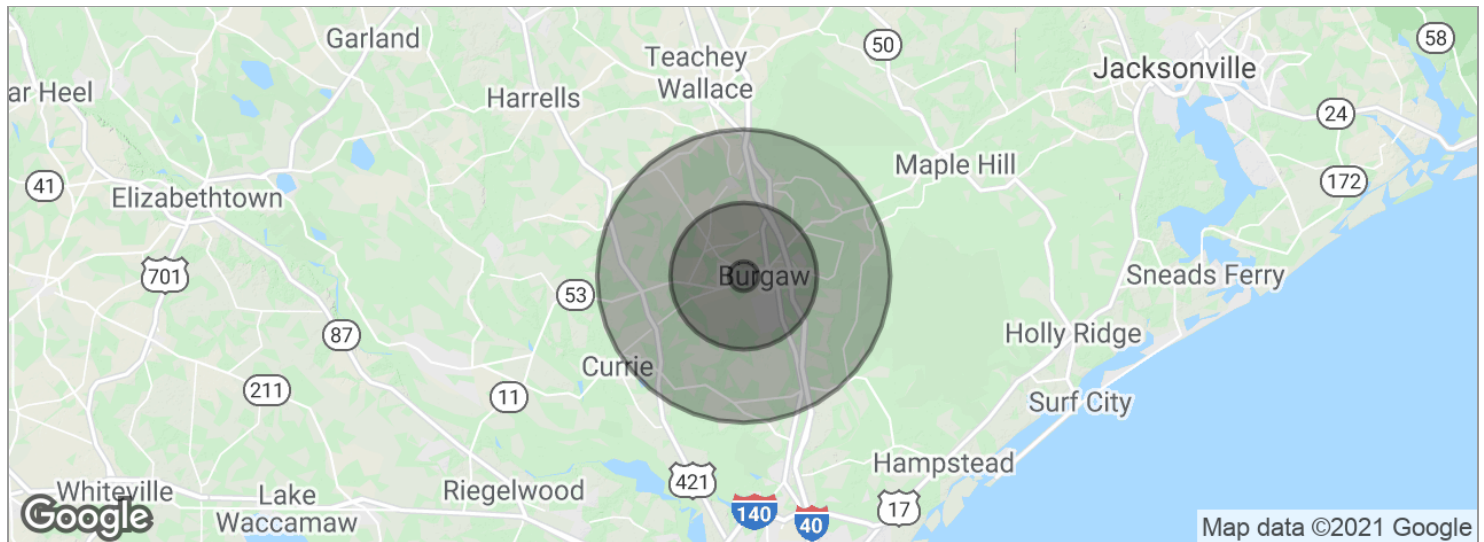 Garland
Teachey
Wallace
50
58
Jacksonville
ar Heel
Harrells
24
41
Elizabethtown
Maple Hill
172
701
53
Burgaw
Sneads Ferry
87
Holly Ridge
Currie
211
11
Surf City
Whiteville
Lake
Waccamaw
Riegelwood
421
Hampstead
140
40
17
Google
Map data ©2021 Google